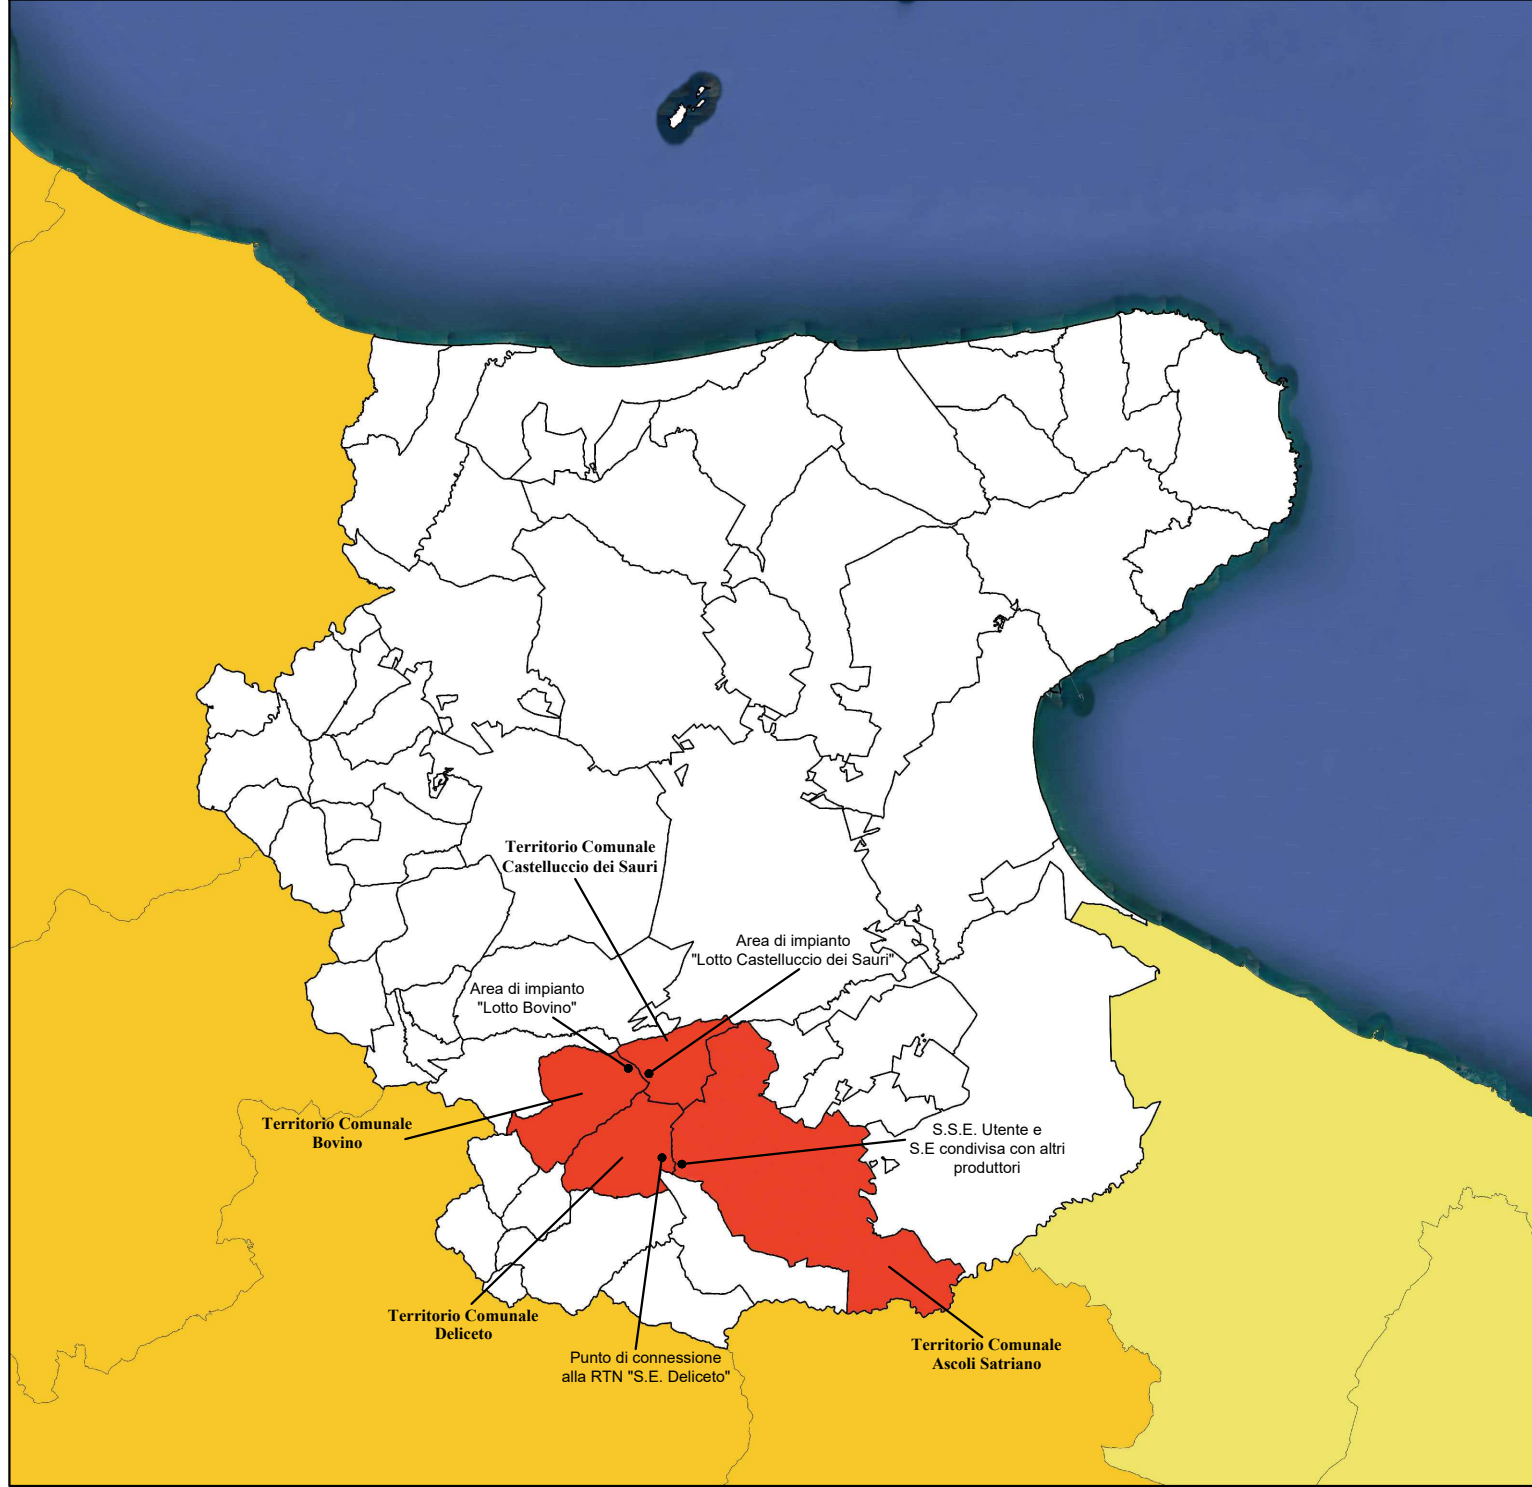 Territorio Comunale
Castelluccio dei Sauri
Area di impianto
"Lotto Castelluccio dei Sauri"
Area di impianto
"Lotto Bovino"
Territorio Comunale
Bovino
S.S.E. Utente e
S.E condivisa con altri
produttori
Territorio Comunale
Deliceto
Punto di connessione
alla RTN "S.E. Deliceto"
Territorio Comunale
Ascoli Satriano